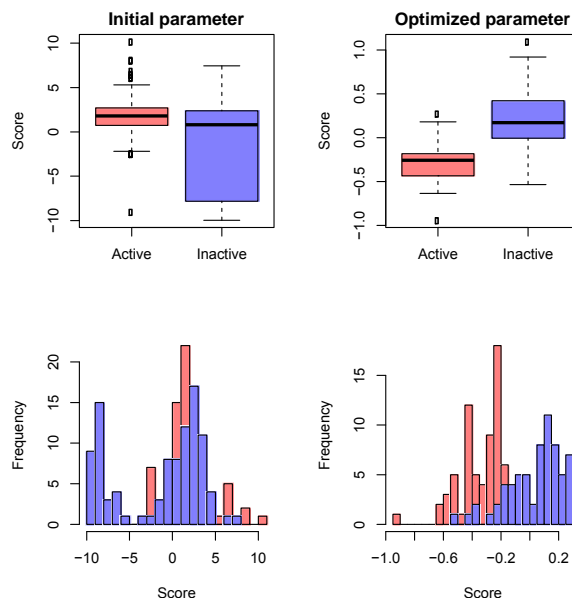 Initial parameter
Score
10
5
0
−5
−10
Active Inactive
Optimized parameter
Score
1.0
0.5
0.0
−0.5
−1.0
Active Inactive
Frequency
20
15
10
5
0
−10 −5 0 5 10
Score
Frequency
15
10
5
0
−1.0 −0.6 −0.2 0.2
Score